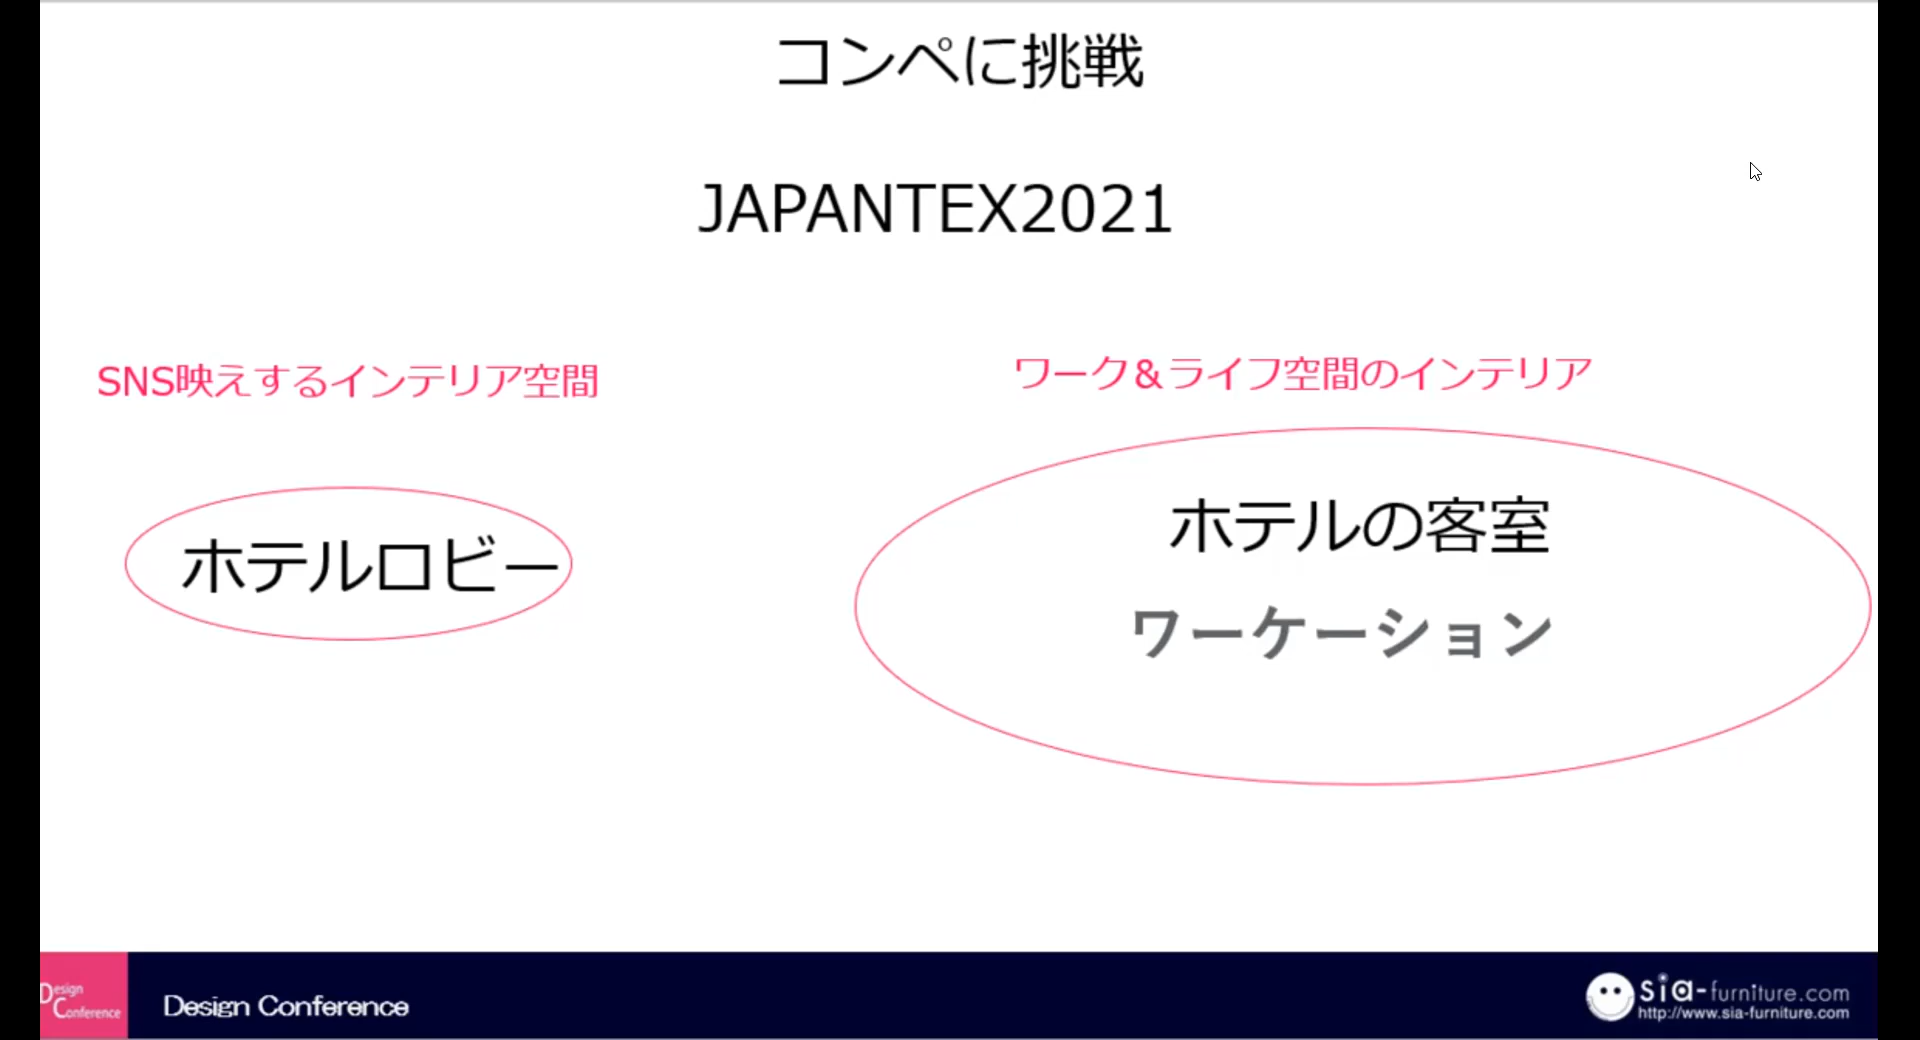 コンペに挑戦
JAPANTEX2021
SNS映えするインテリア空間
ワーク＆ライフ空間のインテリア
ホテルロビー
ホテルの客室
ワーケーション
Design
Conference
Design Conference
sia-furniture.com
http://www.sia-furniture.com